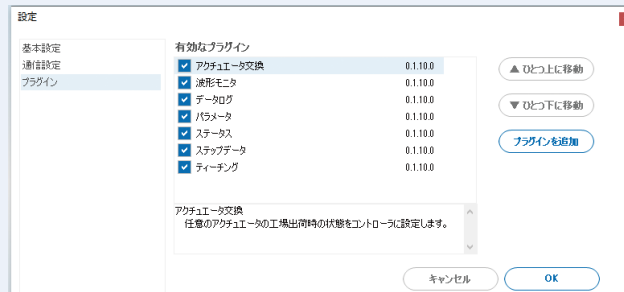 設定
基本設定
通信設定
プラグイン
有効なプラグイン
アクチュエータ交換 0.1.10.0
波形モニタ 0.1.10.0
データログ 0.1.10.0
パラメータ 0.1.10.0
ステータス 0.1.10.0
ステップデータ 0.1.10.0
ティーチング 0.1.10.0
▲ ひとつ上に移動
▼ ひとつ下に移動
プラグインを追加
アクチュエータ交換
任意のアクチュエータの工場出荷時の状態をコントローラに設定します。
キャンセル
OK